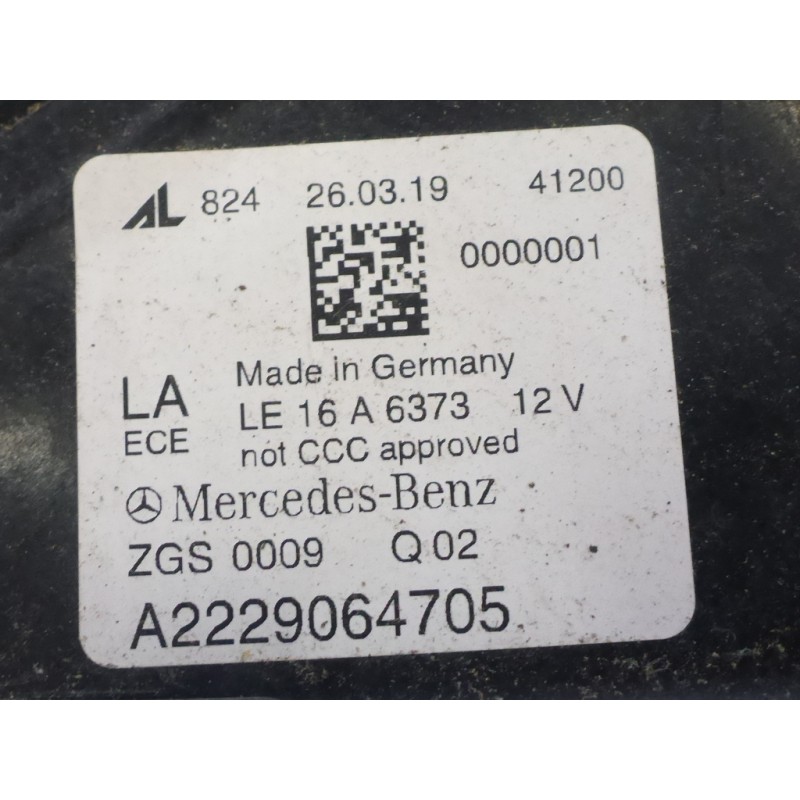 AL 824 26.03.19 41200
0000001
Made in Germany
LA LE 16 A 6373 12 V
ECE not CCC approved
Mercedes-Benz
ZGS 0009 Q 02
A2229064705